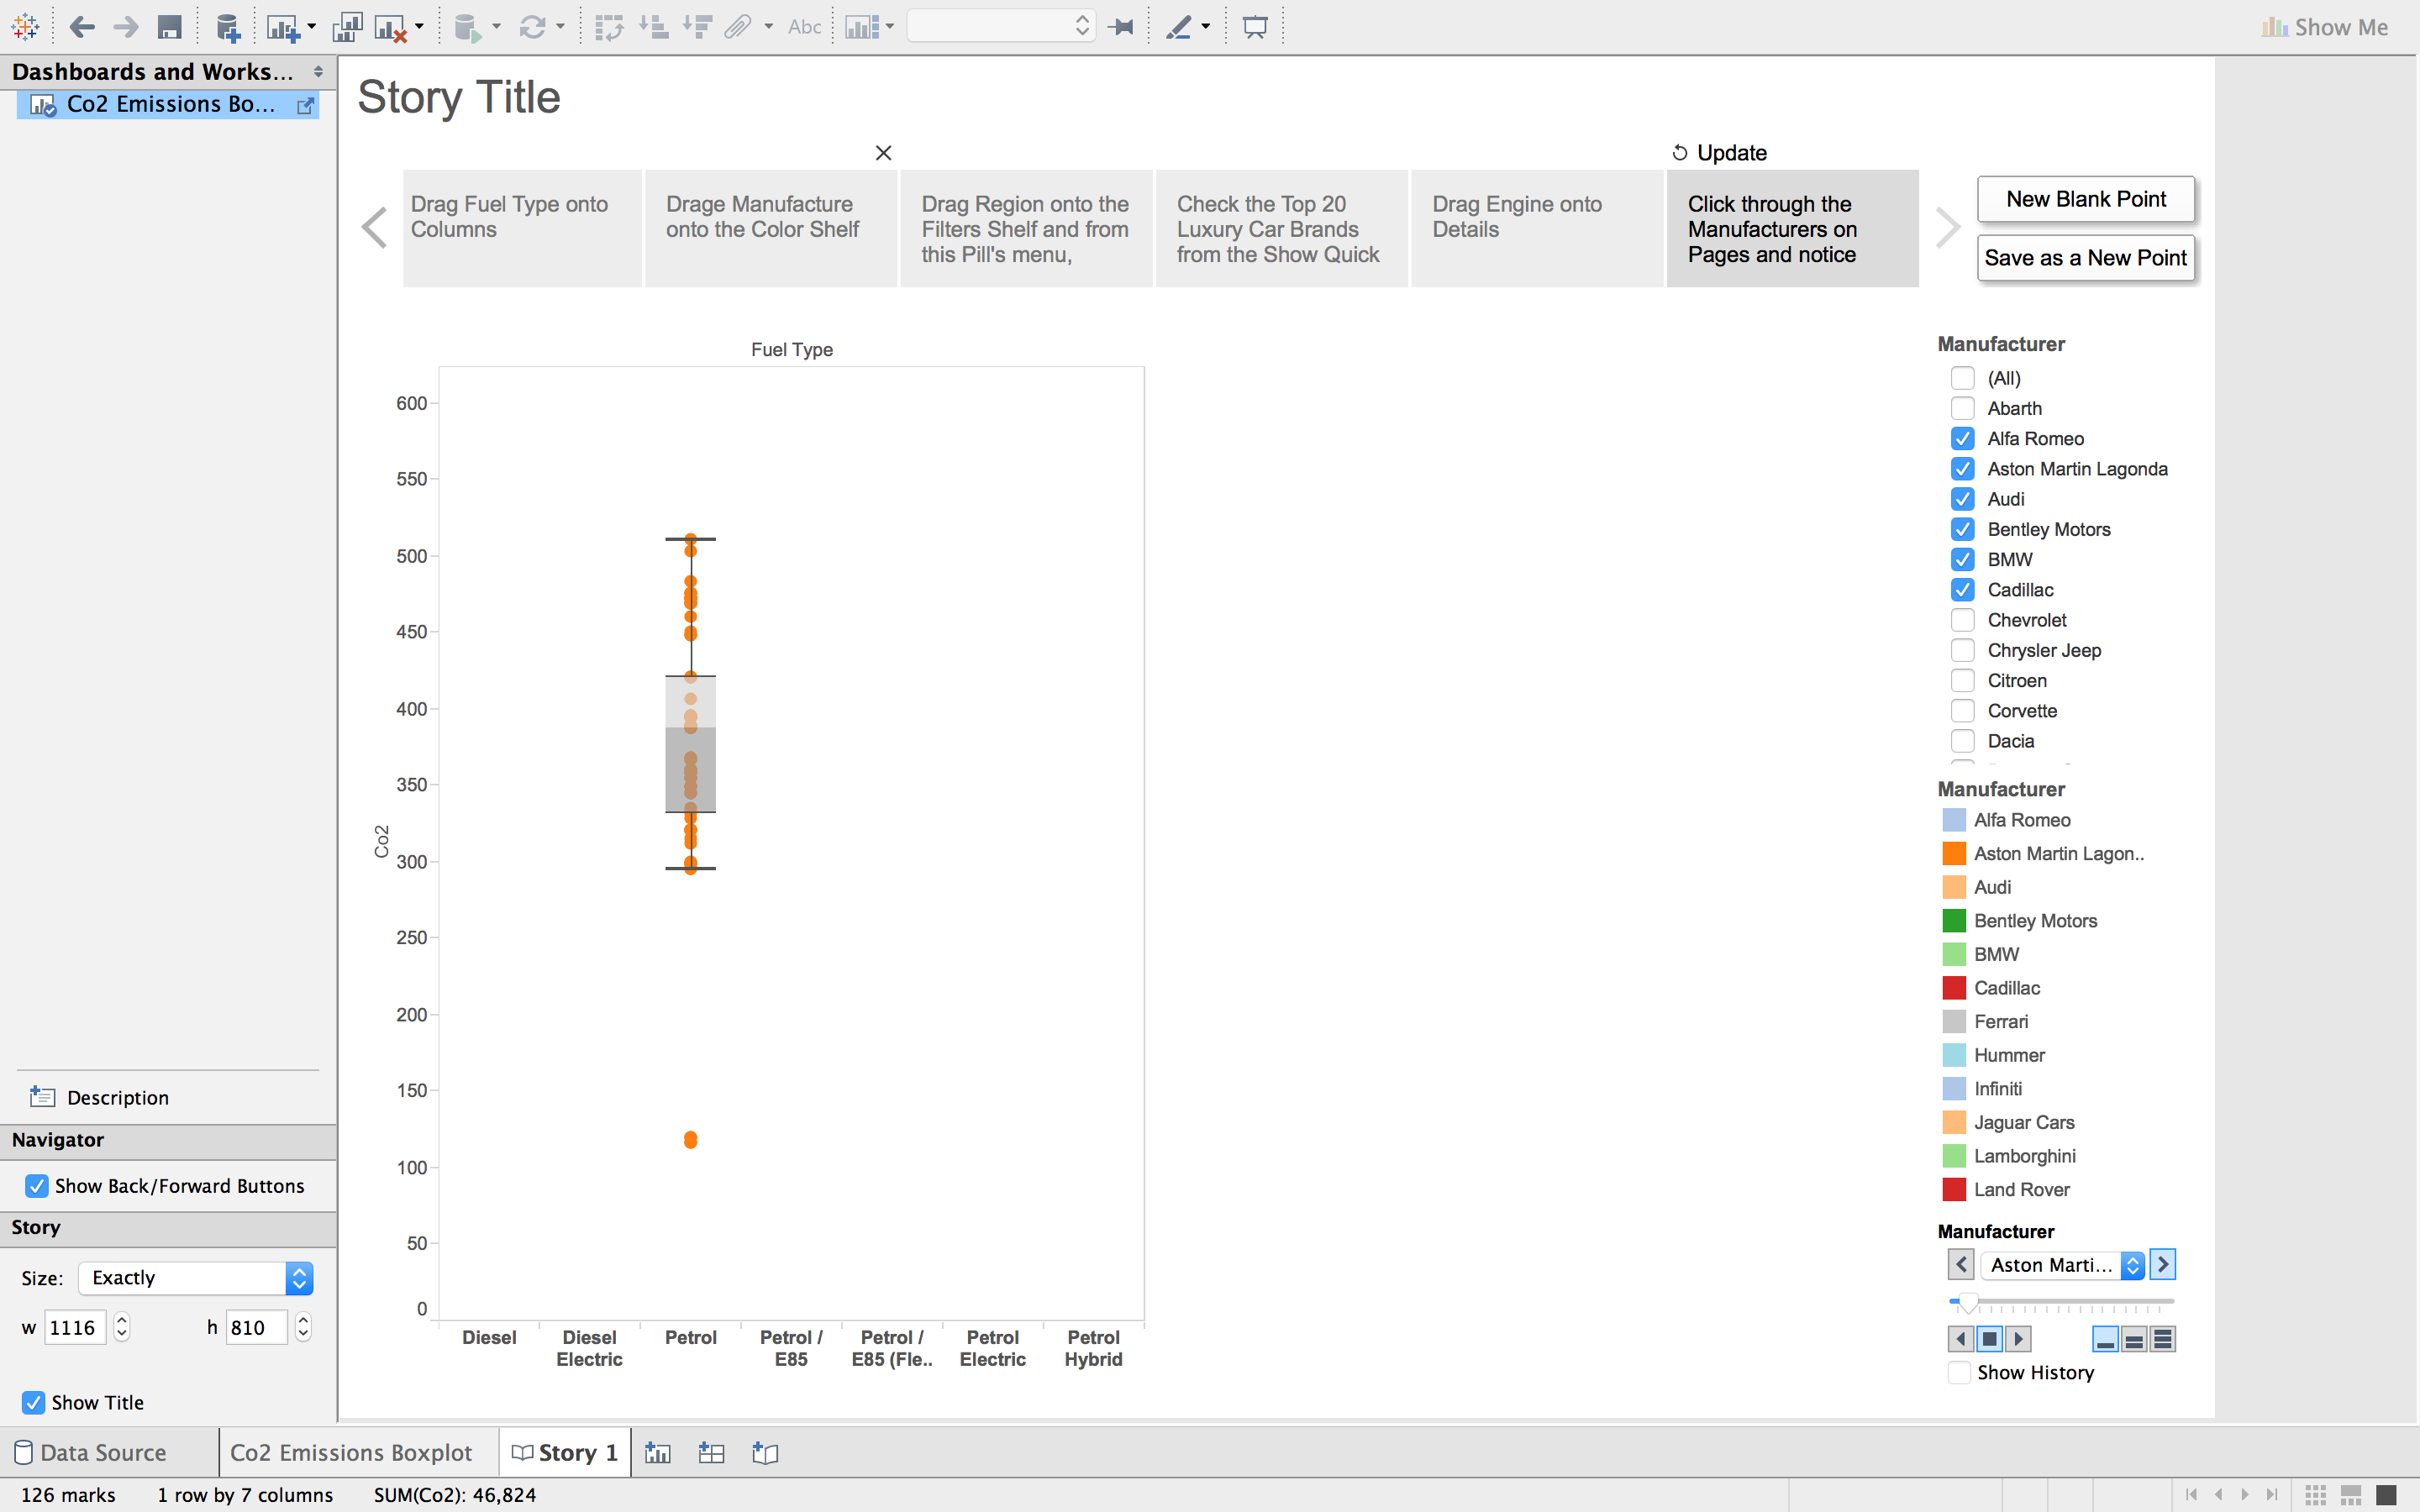 Abc
Show Me
Dashboards and Works...
Co2 Emissions Bo...
Story Title
Update
Drag Fuel Type onto
Columns
Drage Manufacture
onto the Color Shelf
Drag Region onto the
Filters Shelf and from
this Pill's menu,
Check the Top 20
Luxury Car Brands
from the Show Quick
Drag Engine onto
Details
Click through the
Manufacturers on
Pages and notice
New Blank Point
Save as a New Point
Fuel Type
600
550
500
450
400
350
300
250
200
150
100
50
0
Co2
Diesel
Diesel
Electric
Petrol
Petrol /
E85
Petrol /
E85 (Fle..
Petrol
Electric
Petrol
Hybrid
Manufacturer
(All)
Abarth
Alfa Romeo
Aston Martin Lagonda
Audi
Bentley Motors
BMW
Cadillac
Chevrolet
Chrysler Jeep
Citroen
Corvette
Dacia
Manufacturer
Alfa Romeo
Aston Martin Lagon..
Audi
Bentley Motors
BMW
Cadillac
Ferrari
Hummer
Infiniti
Jaguar Cars
Lamborghini
Land Rover
Manufacturer
Aston Marti...
Show History
Description
Navigator
Show Back/Forward Buttons
Story
Size: Exactly
w 1116 h 810
Show Title
Data Source
Co2 Emissions Boxplot
Story 1
126 marks 1 row by 7 columns SUM(Co2): 46,824